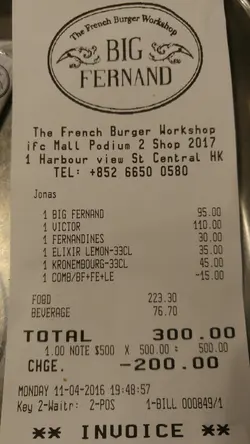 The French Burger Workshop
BIG
FERNAND
The French Burger Workshop
ifc Mall Podium 2 Shop 2017
1 Harbour view St Central HK
TEL: +852 6650 0580
Jonas
1 BIG FERNAND 95.00
1 VICTOR 110.00
1 FERNANDINES 30.00
1 ELIXIR LEMON-33CL 35.00
1 KRONEMBOURG-33CL 45.00
1 COMB/BF+FE+LE -15.00
FOOD 223.30
BEVERAGE 76.70
TOTAL 300.00
1.00 NOTE $500 X 500.00 = 500.00
CHGE. -200.00
MONDAY 11-04-2016 19:48:57
Key 2-Waitr: 2-POS 1-BILL 000849/1
** INVOICE **